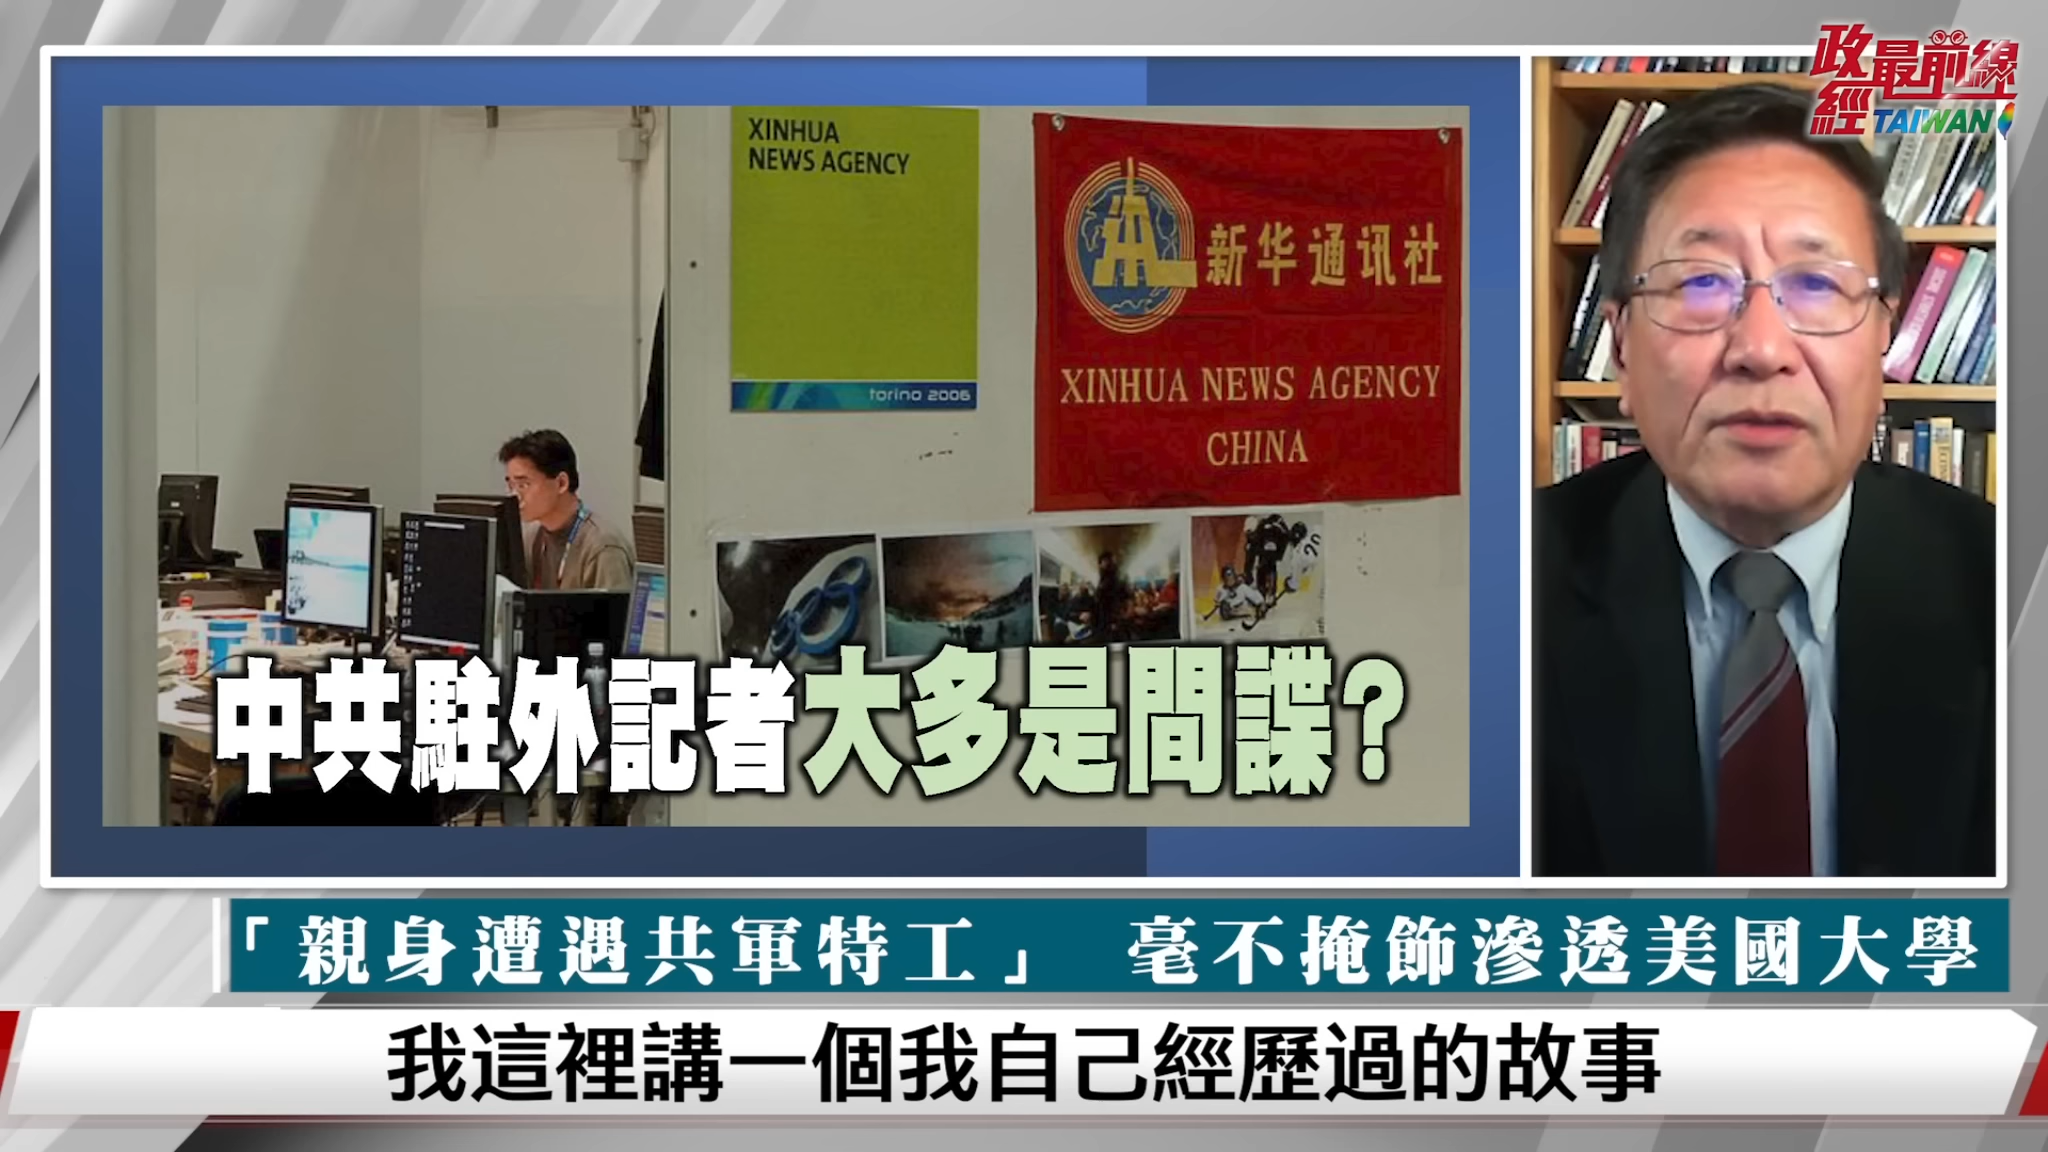 政經最前線
TAIWAN
XINHUA
NEWS AGENCY
torino 2006
新华通讯社
XINHUA NEWS AGENCY
CHINA
20
中共駐外記者大多是間諜?
「親身遭遇共軍特工」 毫不掩飾滲透美國大學
我這裡講一個我自己經歷過的故事